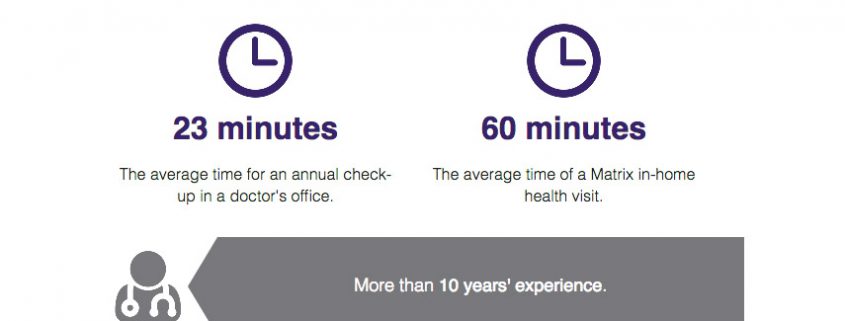 23 minutes
The average time for an annual check-
up in a doctor's office.
60 minutes
The average time of a Matrix in-home
health visit.
More than 10 years' experience.